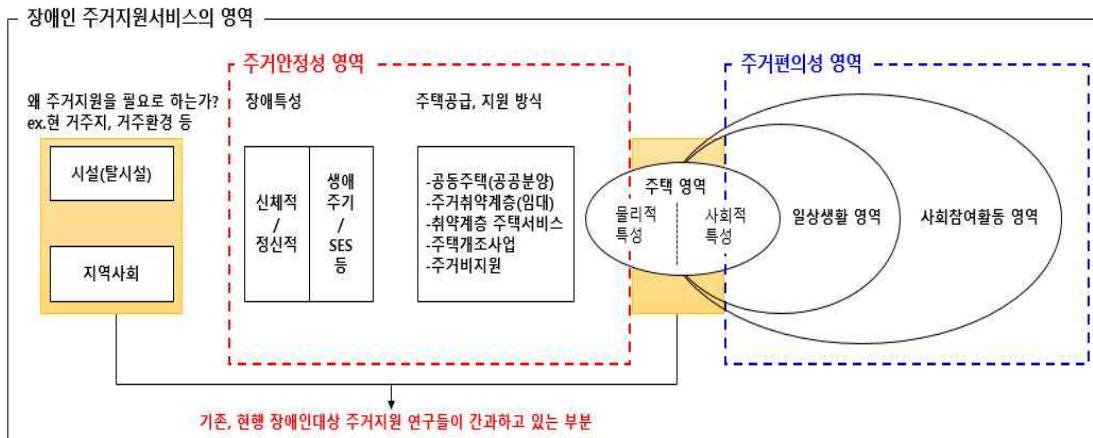 장애인 주거지원서비스의 영역
주거안정성 영역
주거편의성 영역
왜 주거지원을 필요로 하는가?
ex.현 거주지, 거주환경 등
장애특성
주택공급, 지원 방식
시설(탈시설)
지역사회
신체적
/
정신적
생애
주기
/
SES
등
-공동주택(공공분양)
-주거취약계층(임대)
-취약계층 주택서비스
-주택개조사업
-주거비지원
주택 영역
물리적
특성
사회적
특성
일상생활 영역
사회참여활동 영역
기존, 현행 장애인대상 주거지원 연구들이 간과하고 있는 부분